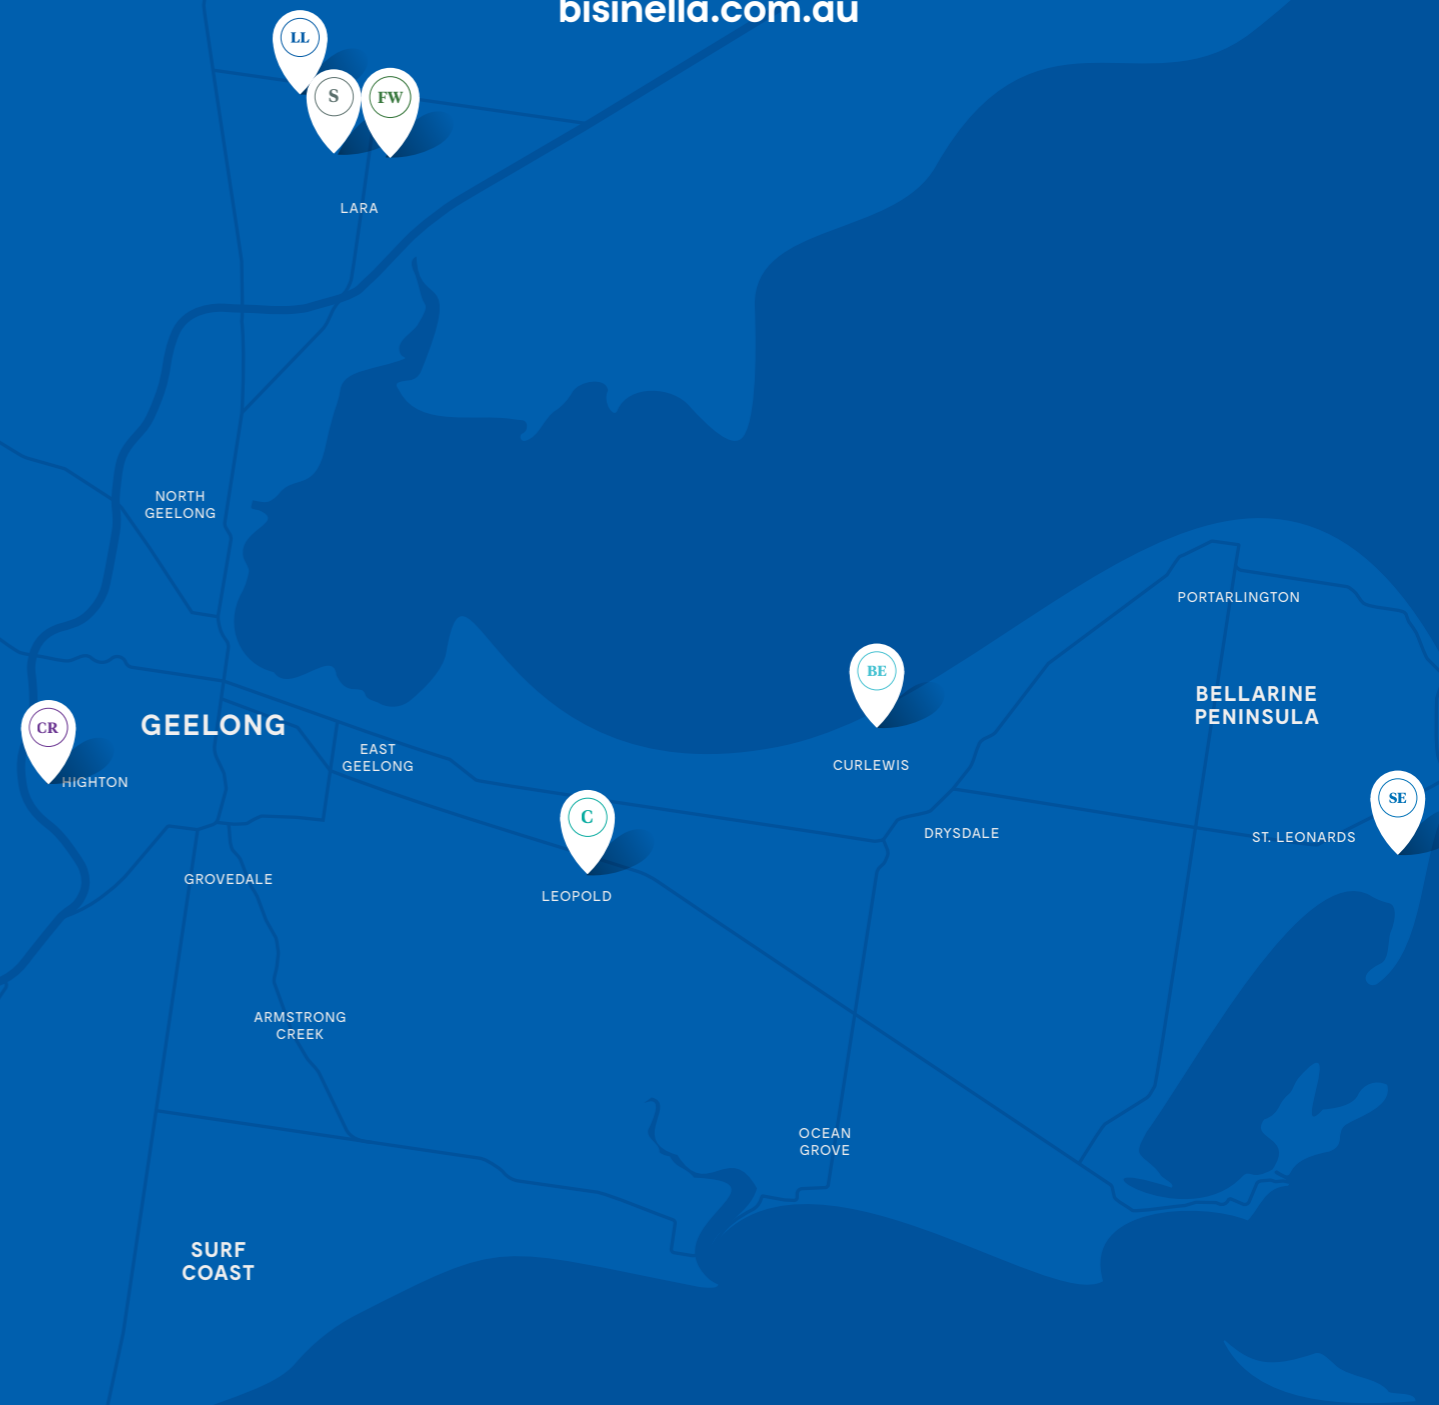 bisinella.com.au
LL
S
FW
LARA
NORTH
GEELONG
PORTARLINGTON
BE
BELLARINE
PENINSULA
CR
GEELONG
EAST
GEELONG
HIGHTON
CURLEWIS
SE
C
DRYSDALE
ST. LEONARDS
GROVEDALE
LEOPOLD
ARMSTRONG
CREEK
OCEAN
GROVE
SURF
COAST